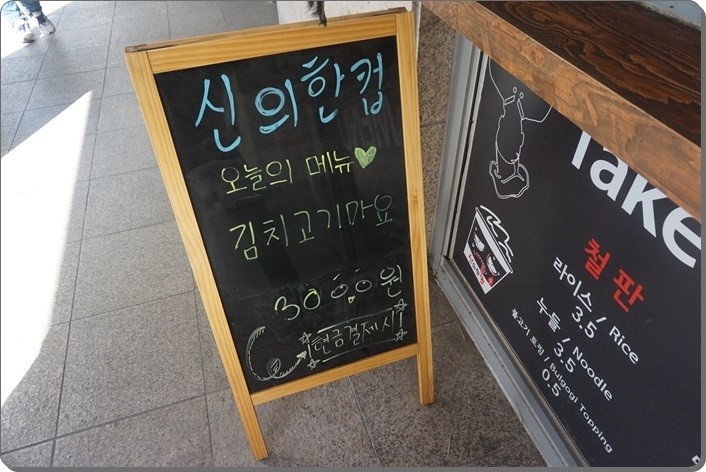 신의한컵
오늘의 메뉴♥
김치고기마요
3000원
☆현금결제시!☆
Take
철판
라이스 / Rice
3.5
누들 / Noodle
3.5
불고기 토핑 / Bulgogi Topping
0.5